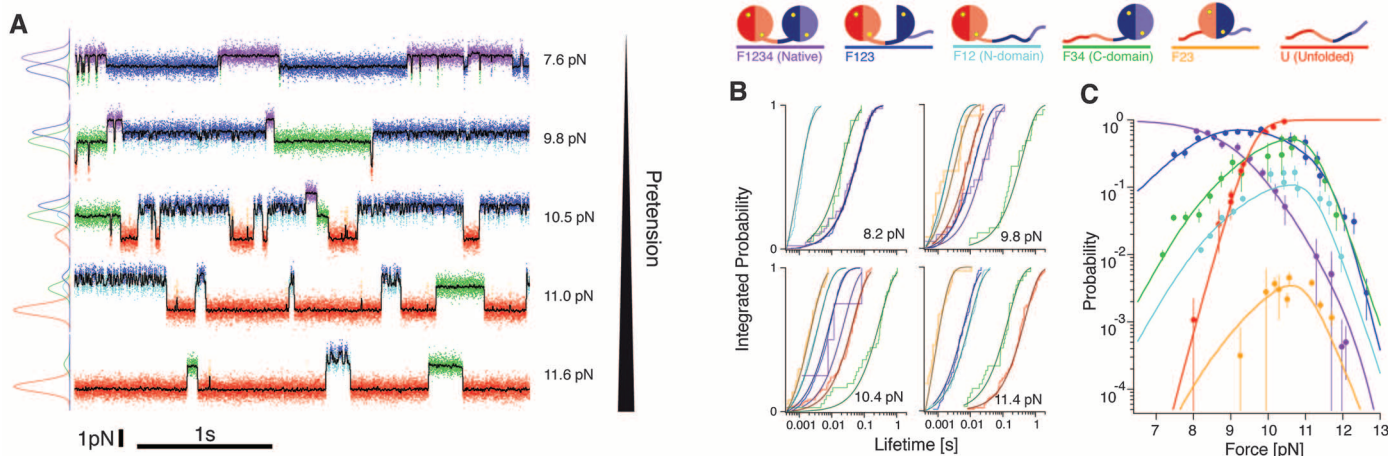 A
7.6 pN
9.8 pN
10.5 pN
11.0 pN
11.6 pN
Pretension
1pN
1s
F1234 (Native)
F123
F12 (N-domain)
F34 (C-domain)
F23
U (Unfolded)
B
Integrated Probability
1
0
1
0
8.2 pN
9.8 pN
10.4 pN
11.4 pN
0.001 0.01 0.1 1
0.001 0.01 0.1 1
Lifetime [s]
C
Probability
10^0
10^-1
10^-2
10^-3
10^-4
7 8 9 10 11 12 13
Force [pN]